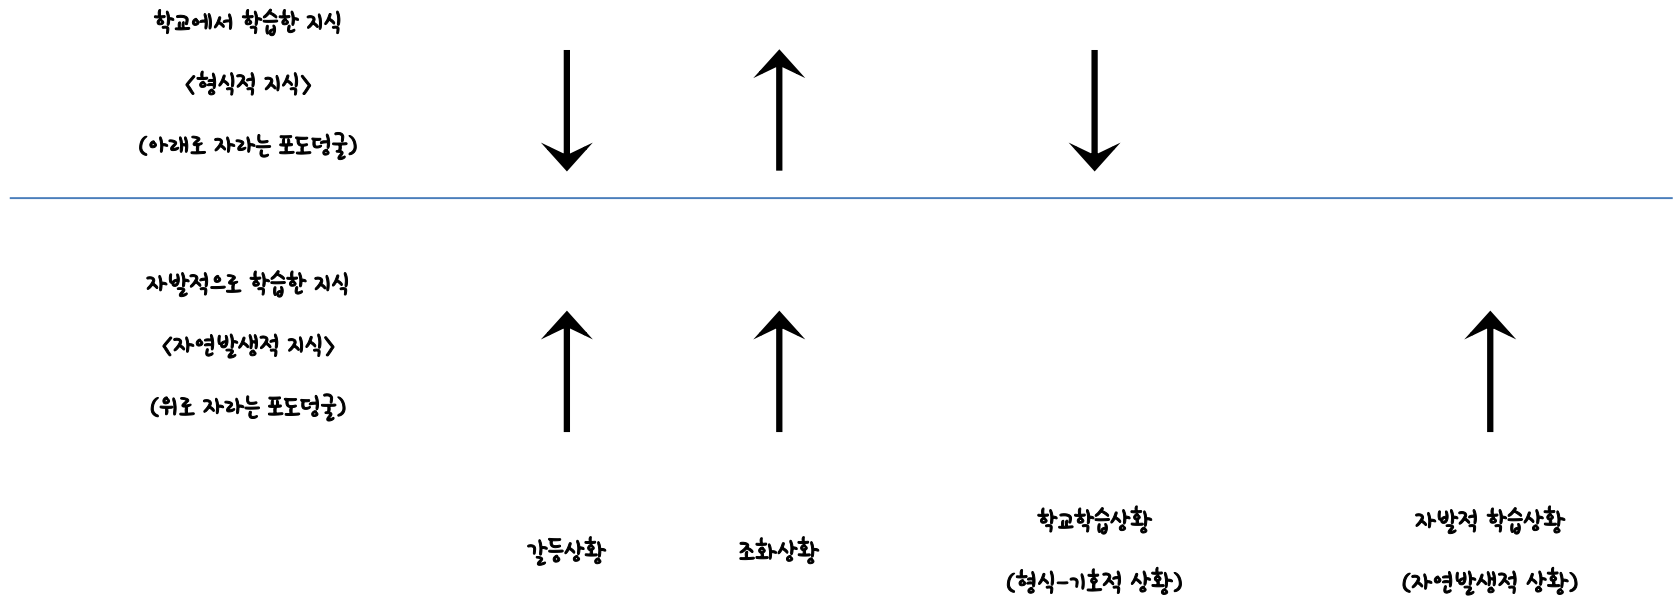 학교에서 학습한 지식
<형식적 지식>
(아래로 자라는 포도덩굴)
자발적으로 학습한 지식
<자연발생적 지식>
(위로 자라는 포도덩굴)
갈등상황
조화상황
학교학습상황
(형식-기호적 상황)
자발적 학습상황
(자연발생적 상황)